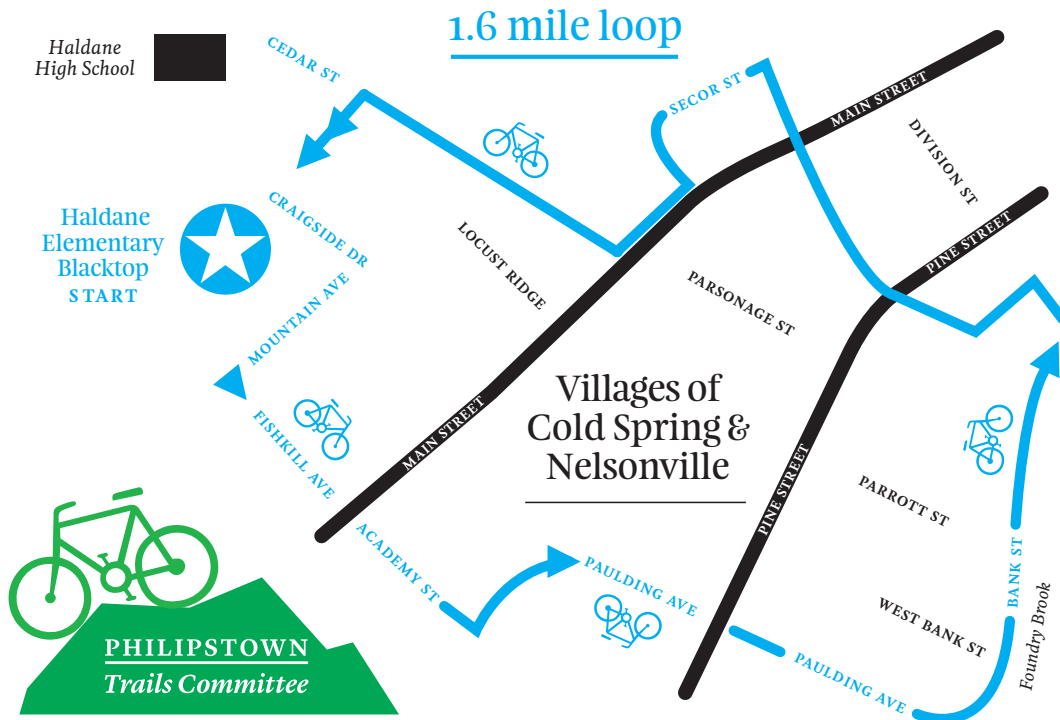 1.6 mile loop
Haldane
High School
CEDAR ST
SECOR ST
MAIN STREET
DIVISION ST
Haldane
Elementary
Blacktop
START
CRAIGSIDE DR
LOCUST RIDGE
PINE STREET
MOUNTAIN AVE
PARSONAGE ST
Villages of
Cold Spring &
Nelsonville
FISHKILL AVE
MAIN STREET
PINE STREET
PARROTT ST
ACADEMY ST
PAULDING AVE
BANK ST
WEST BANK ST
Foundry Brook
PAULDING AVE
PHILIPSTOWN
Trails Committee